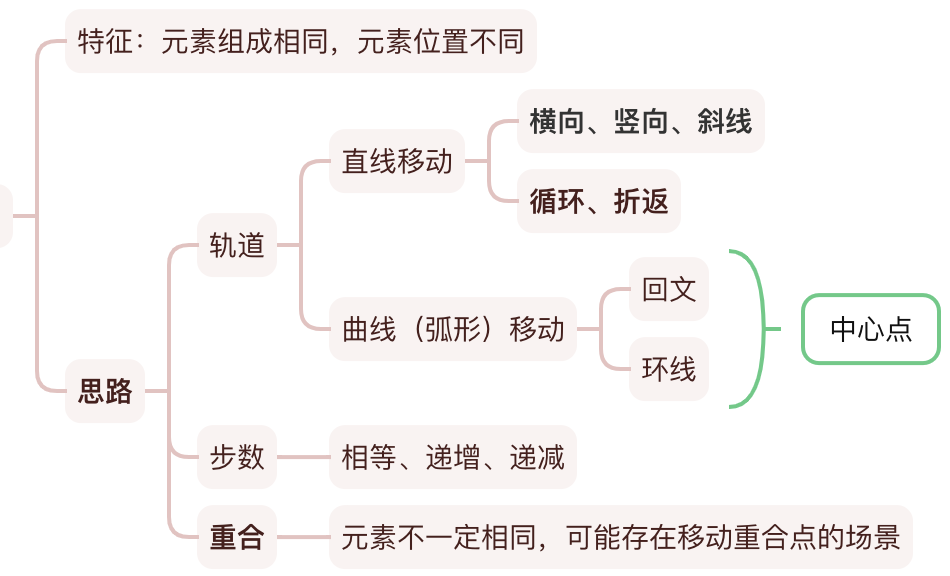 特征：元素组成相同，元素位置不同
横向、竖向、斜线
直线移动
循环、折返
轨道
回文
曲线（弧形）移动
中心点
环线
思路
步数
相等、递增、递减
重合
元素不一定相同，可能存在移动重合点的场景